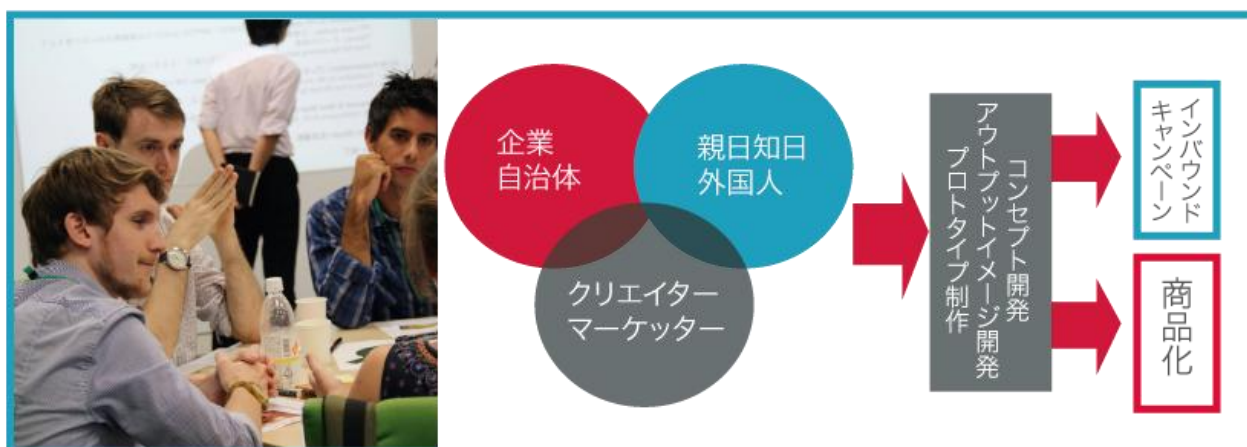 企業
自治体
親日知日
外国人
クリエイター
マーケッター
コンセプト開発
アウトプットイメージ開発
プロトタイプ制作
インバウンド
キャンペーン
商品化